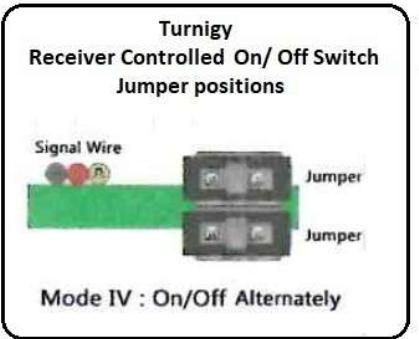 Turnigy
Receiver Controlled On/ Off Switch
Jumper positions
Signal Wire
Jumper
Jumper
Mode IV : On/Off Alternately